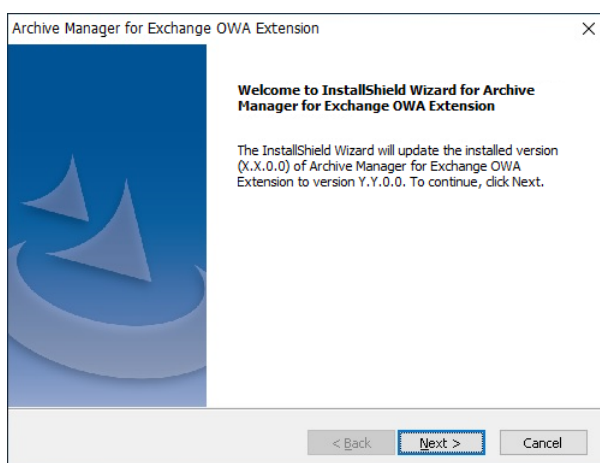 Archive Manager for Exchange OWA Extension
Welcome to InstallShield Wizard for Archive
Manager for Exchange OWA Extension
The InstallShield Wizard will update the installed version
(X.X.0.0) of Archive Manager for Exchange OWA
Extension to version Y.Y.0.0. To continue, click Next.
< Back
Next >
Cancel